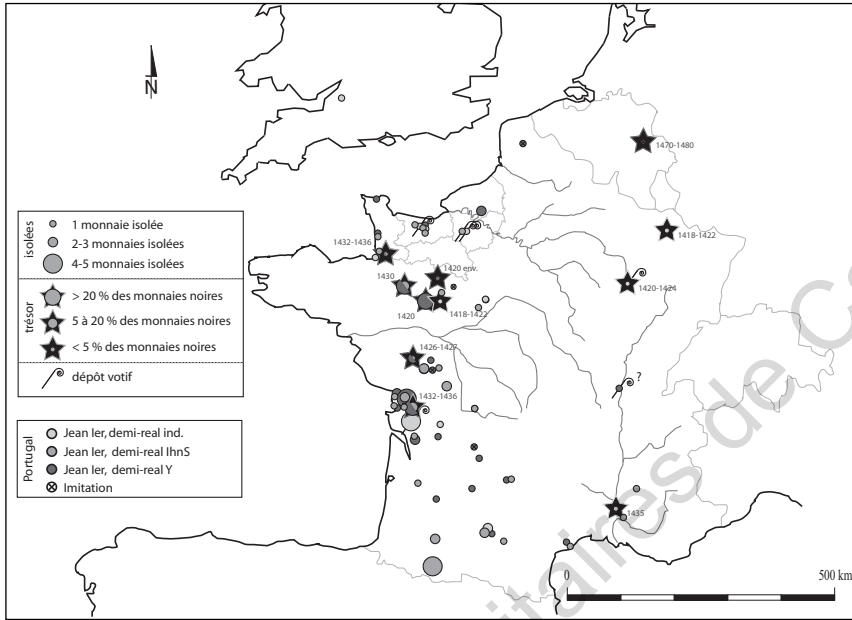 N
isolées
1 monnaie isolée
2-3 monnaies isolées
4-5 monnaies isolées
trésor
> 20 % des monnaies noires
5 à 20 % des monnaies noires
< 5 % des monnaies noires
dépôt votif
Portugal
Jean Ier, demi-real ind.
Jean Ier, demi-real IhnS
Jean Ier, demi-real Y
Imitation
1470-1480
1418-1422
1432-1436
1420 env.
1430
1420-1424
1420
1418-1422
1426-1427
?
1432-1436
1435
0
500 km
itaires de C